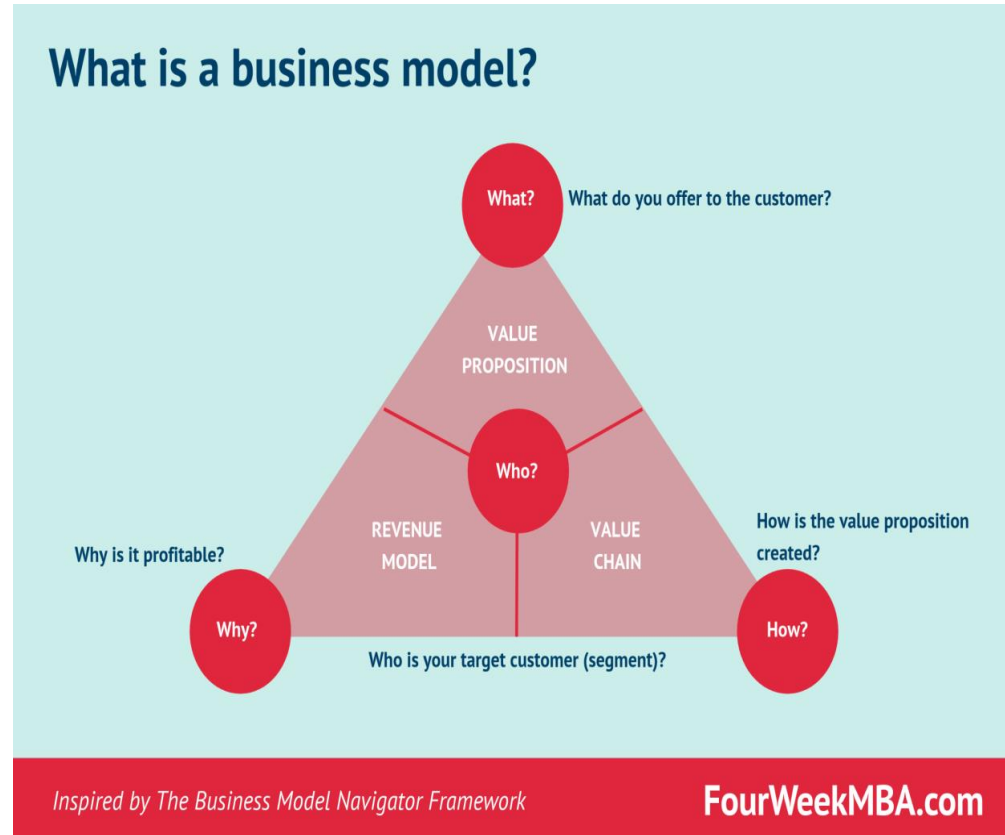 What is a business model?
What?
What do you offer to the customer?
VALUE
PROPOSITION
Who?
REVENUE
MODEL
VALUE
CHAIN
Why is it profitable?
How is the value proposition
created?
Why?
How?
Who is your target customer (segment)?
Inspired by The Business Model Navigator Framework
FourWeekMBA.com